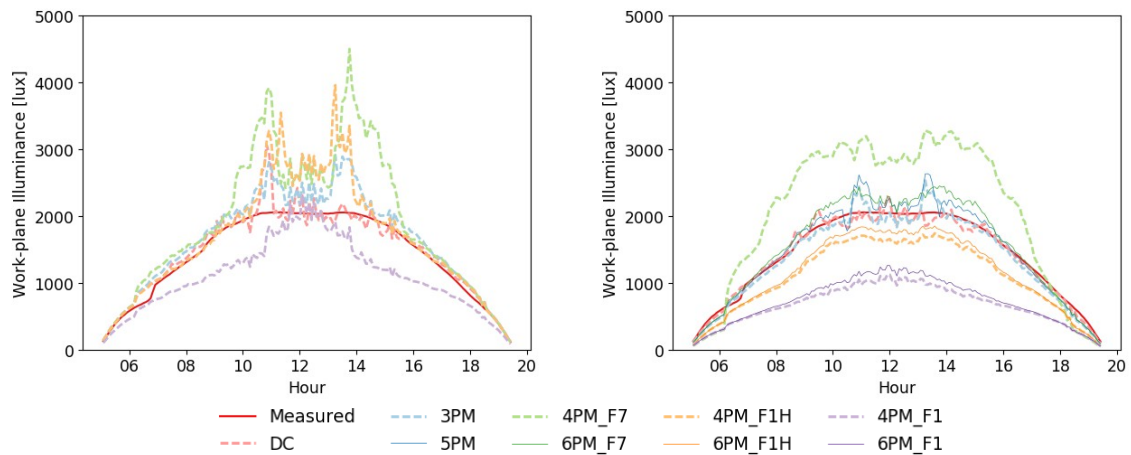 5000
4000
3000
2000
1000
0
Work-plane Illuminance [lux]
06 08 10 12 14 16 18 20
Hour
5000
4000
3000
2000
1000
0
Work-plane Illuminance [lux]
06 08 10 12 14 16 18 20
Hour
Measured 3PM 4PM_F7 4PM_F1H 4PM_F1
DC 5PM 6PM_F7 6PM_F1H 6PM_F1